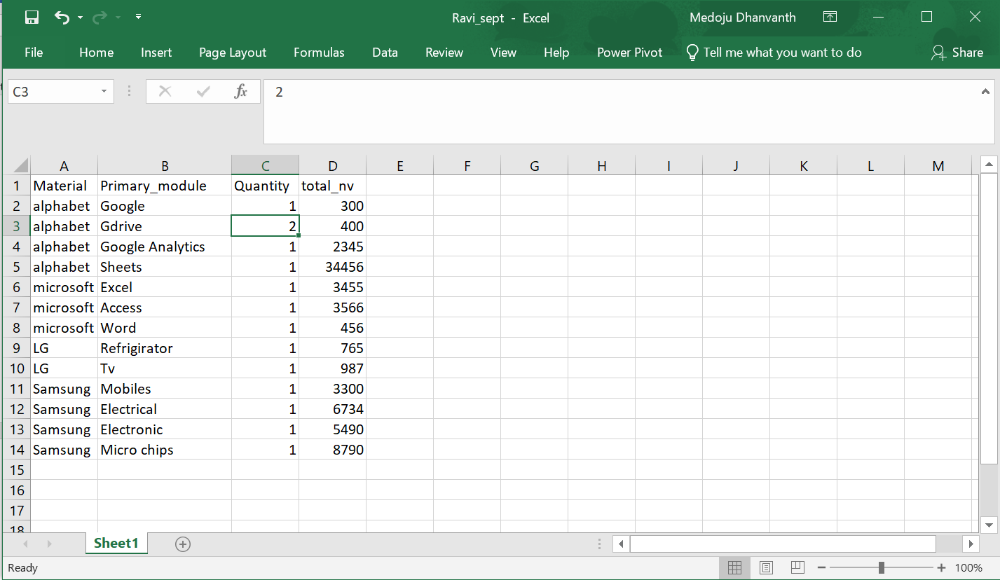 Ravi_sept - Excel Medoju Dhanvanth
File Home Insert Page Layout Formulas Data Review View Help Power Pivot Tell me what you want to do Share
C3 fx 2
A B C D E F G H I J K L M
1 Material Primary_module Quantity total_nv
2 alphabet Google 1 300
3 alphabet Gdrive 2 400
4 alphabet Google Analytics 1 2345
5 alphabet Sheets 1 34456
6 microsoft Excel 1 3455
7 microsoft Access 1 3566
8 microsoft Word 1 456
9 LG Refrigirator 1 765
10 LG Tv 1 987
11 Samsung Mobiles 1 3300
12 Samsung Electrical 1 6734
13 Samsung Electronic 1 5490
14 Samsung Micro chips 1 8790
15
16
17
18
Sheet1
Ready 100%